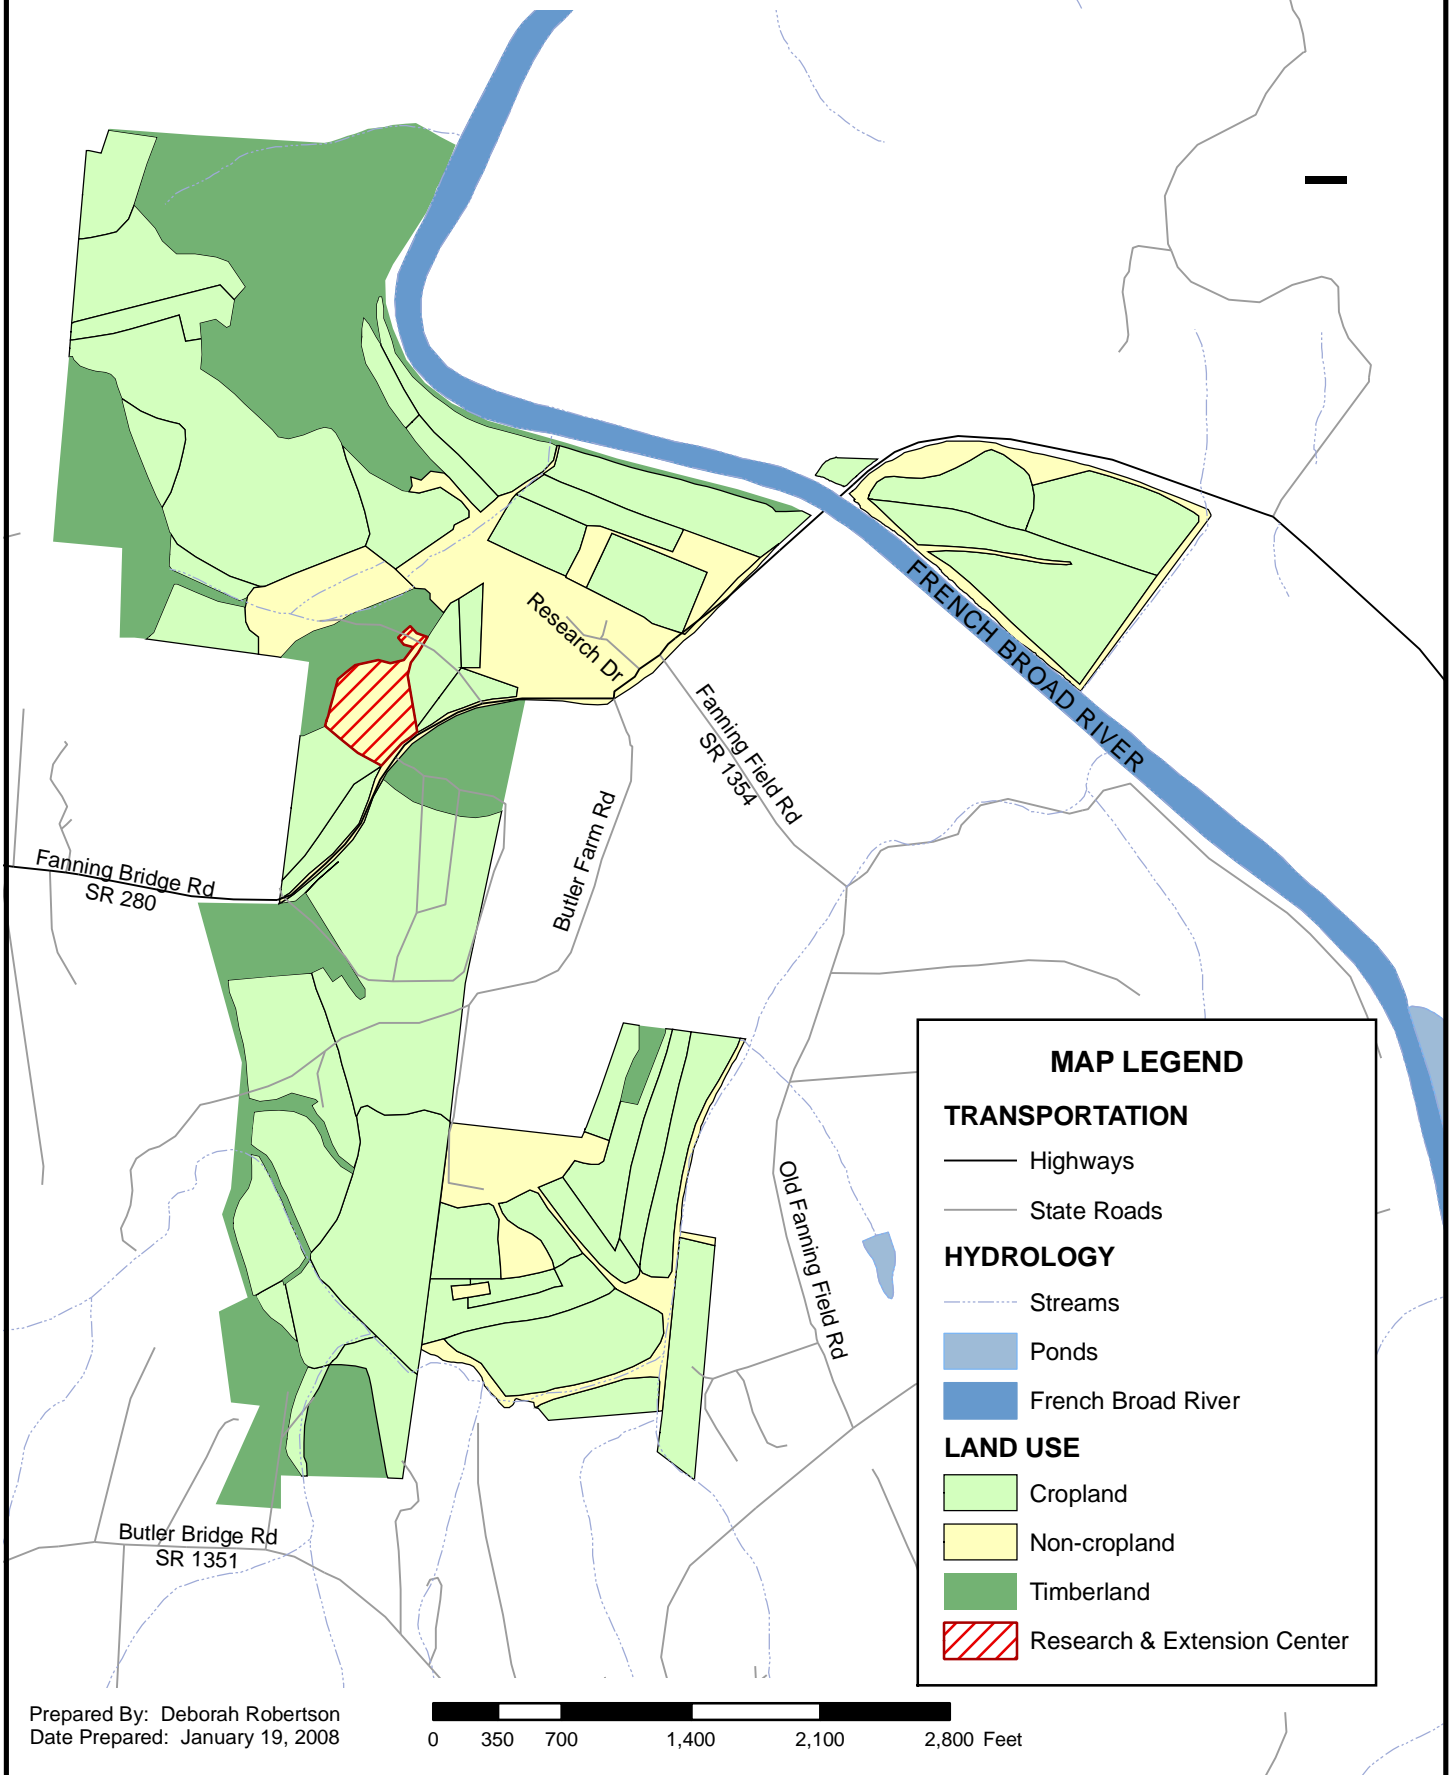 Research Dr
FRENCH BROAD RIVER
Fanning Field Rd
SR 1354
Butler Farm Rd
Fanning Bridge Rd
SR 280
Old Fanning Field Rd
Butler Bridge Rd
SR 1351
MAP LEGEND
TRANSPORTATION
Highways
State Roads
HYDROLOGY
Streams
Ponds
French Broad River
LAND USE
Cropland
Non-cropland
Timberland
Research & Extension Center
Prepared By: Deborah Robertson
Date Prepared: January 19, 2008
0 350 700 1,400 2,100 2,800 Feet